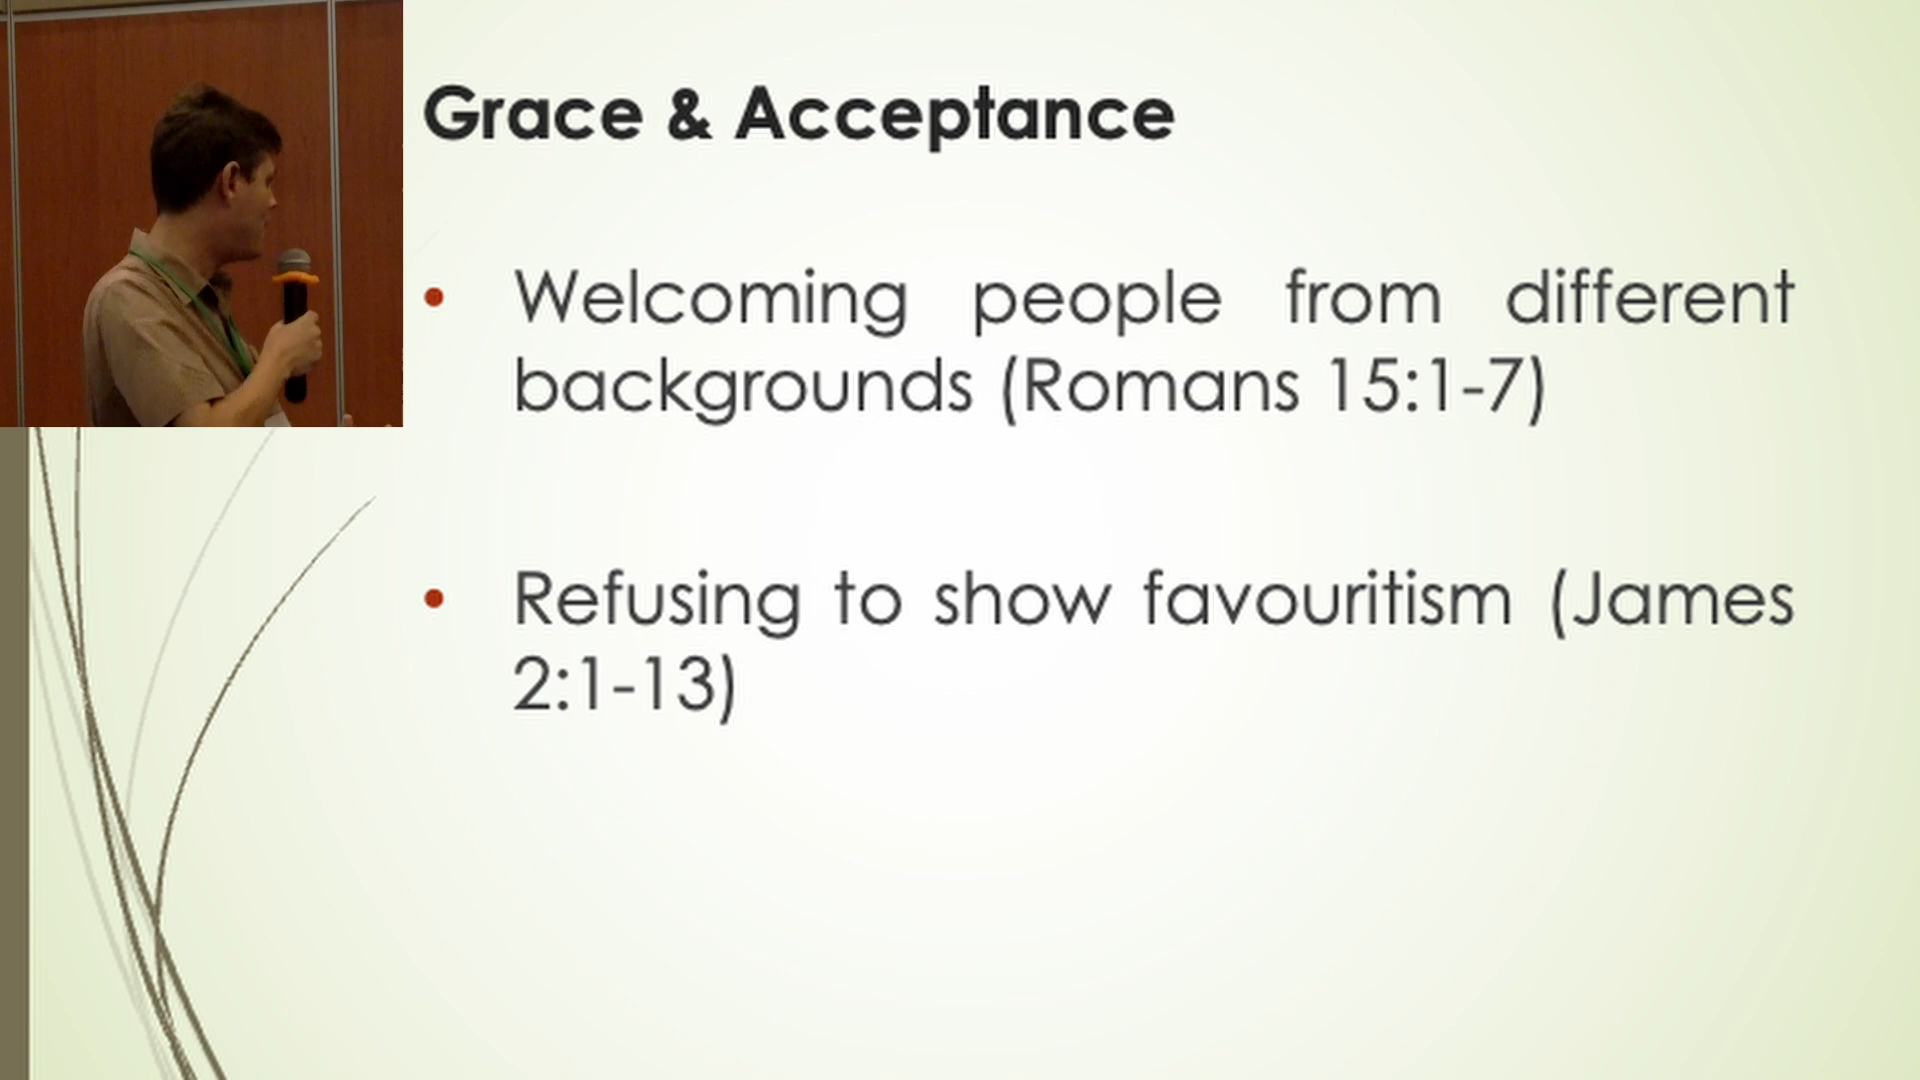 Grace & Acceptance
• Welcoming people from different
backgrounds (Romans 15:1-7)
• Refusing to show favouritism (James
2:1-13)